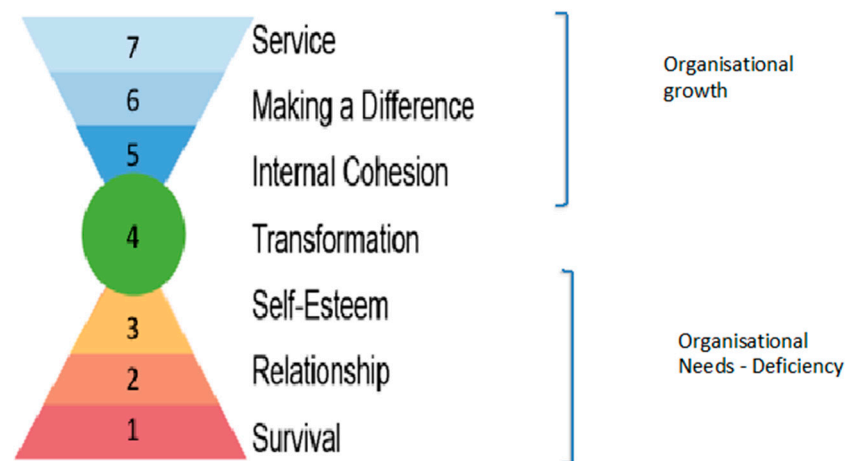 7 Service
6 Making a Difference
5 Internal Cohesion
4 Transformation
3 Self-Esteem
2 Relationship
1 Survival
Organisational
growth
Organisational
Needs - Deficiency